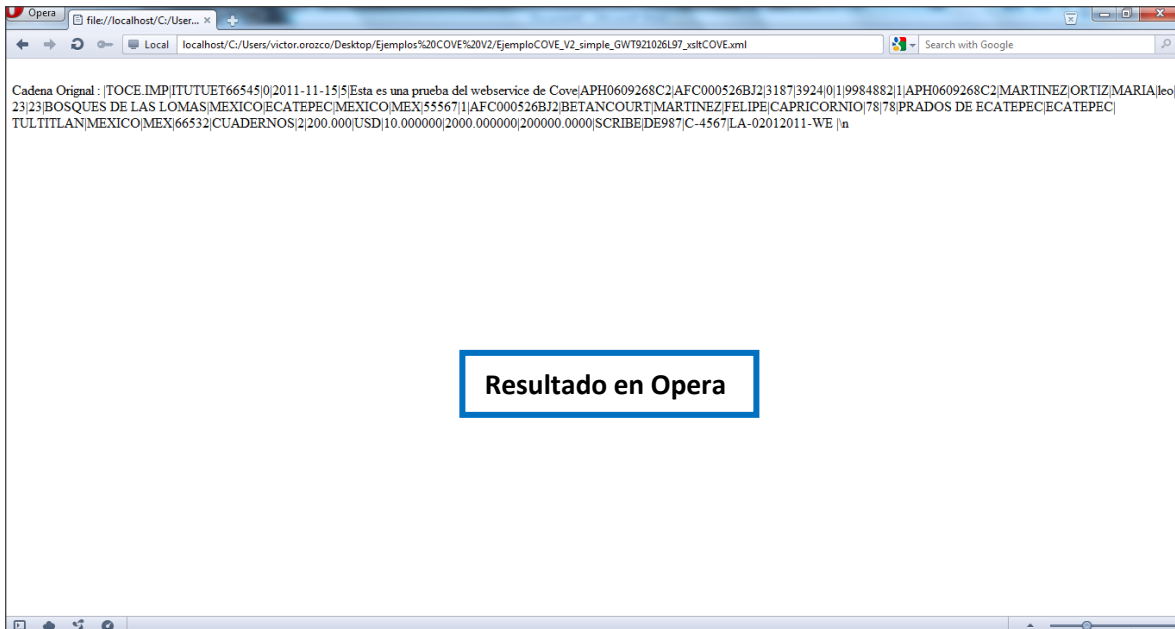 Opera
file://localhost/C:/User...
Local
localhost/C:/Users/victor.orozco/Desktop/Ejemplos%20COVE%20V2/EjemploCOVE_V2_simple_GWT921026L97_xsltCOVE.xml
Search with Google
Cadena Orignal : |TOCE.IMP|ITUTUET66545|0|2011-11-15|5|Esta es una prueba del webservice de Cove|APH0609268C2|AFC000526BJ2|3187|3924|0|1|9984882|1|APH0609268C2|MARTINEZ|ORTIZ|MARIA|leo|
23|23|BOSQUES DE LAS LOMAS|MEXICO|ECATEPEC|MEXICO|MEX|55567|1|AFC000526BJ2|BETANCOURT|MARTINEZ|FELIPE|CAPRICORNIO|78|78|PRADOS DE ECATEPEC|ECATEPEC|
TULTITLAN|MEXICO|MEX|66532|CUADERNOS|2|200.000|USD|10.000000|2000.000000|200000.0000|SCRIBE|DE987|C-4567|LA-02012011-WE |\n
Resultado en Opera